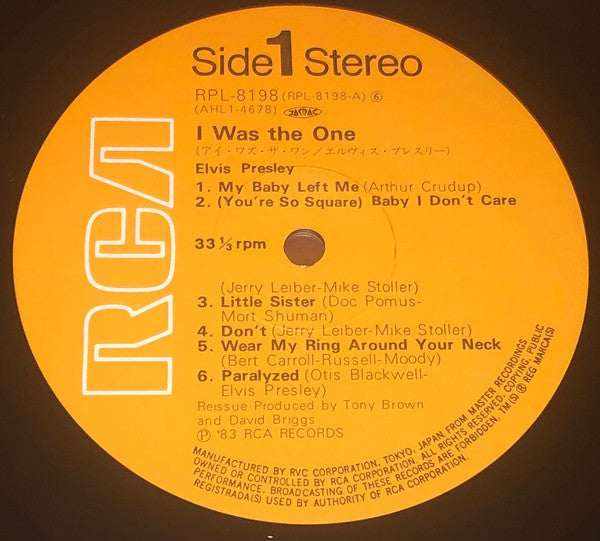 Side 1 Stereo
RPL-8198 (RPL-8198-A) ⑥
(AHL1-4678) JASRAC
I Was the One
(アイ・ワズ・ザ・ワン/エルヴィス・プレスリー)
Elvis Presley
1. My Baby Left Me (Arthur Crudup)
2. (You're So Square) Baby I Don't Care
33 1/3 rpm
(Jerry Leiber-Mike Stoller)
3. Little Sister (Doc Pomus-
Mort Shuman)
4. Don't (Jerry Leiber-Mike Stoller)
5. Wear My Ring Around Your Neck
(Bert Carroll-Russell-Moody)
6. Paralyzed (Otis Blackwell-
Elvis Presley)
Reissue Produced by Tony Brown
and David Briggs
Ⓟ '83 RCA RECORDS
RCA
MANUFACTURED BY RVC CORPORATION, TOKYO, JAPAN, FROM MASTER RECORDINGS
OWNED OR CONTROLLED BY RCA CORPORATION. ALL RIGHTS RESERVED. COPYING, PUBLIC
PERFORMANCE, BROADCASTING OF THESE RECORDS ARE FORBIDDEN. TM(S) ® REG MARCA(S)
REGISTRADA(S) USED BY AUTHORITY OF RCA CORPORATION.